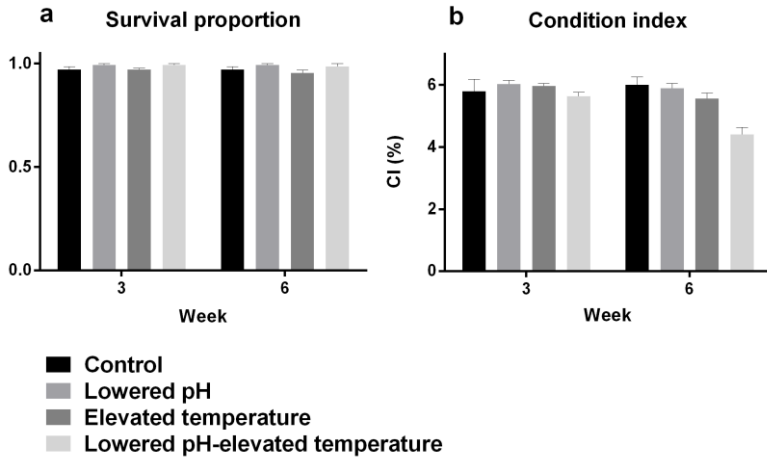 a Survival proportion
1.0
0.5
0.0
3 6
Week
b Condition index
CI (%)
6
4
2
0
3 6
Week
Control
Lowered pH
Elevated temperature
Lowered pH-elevated temperature